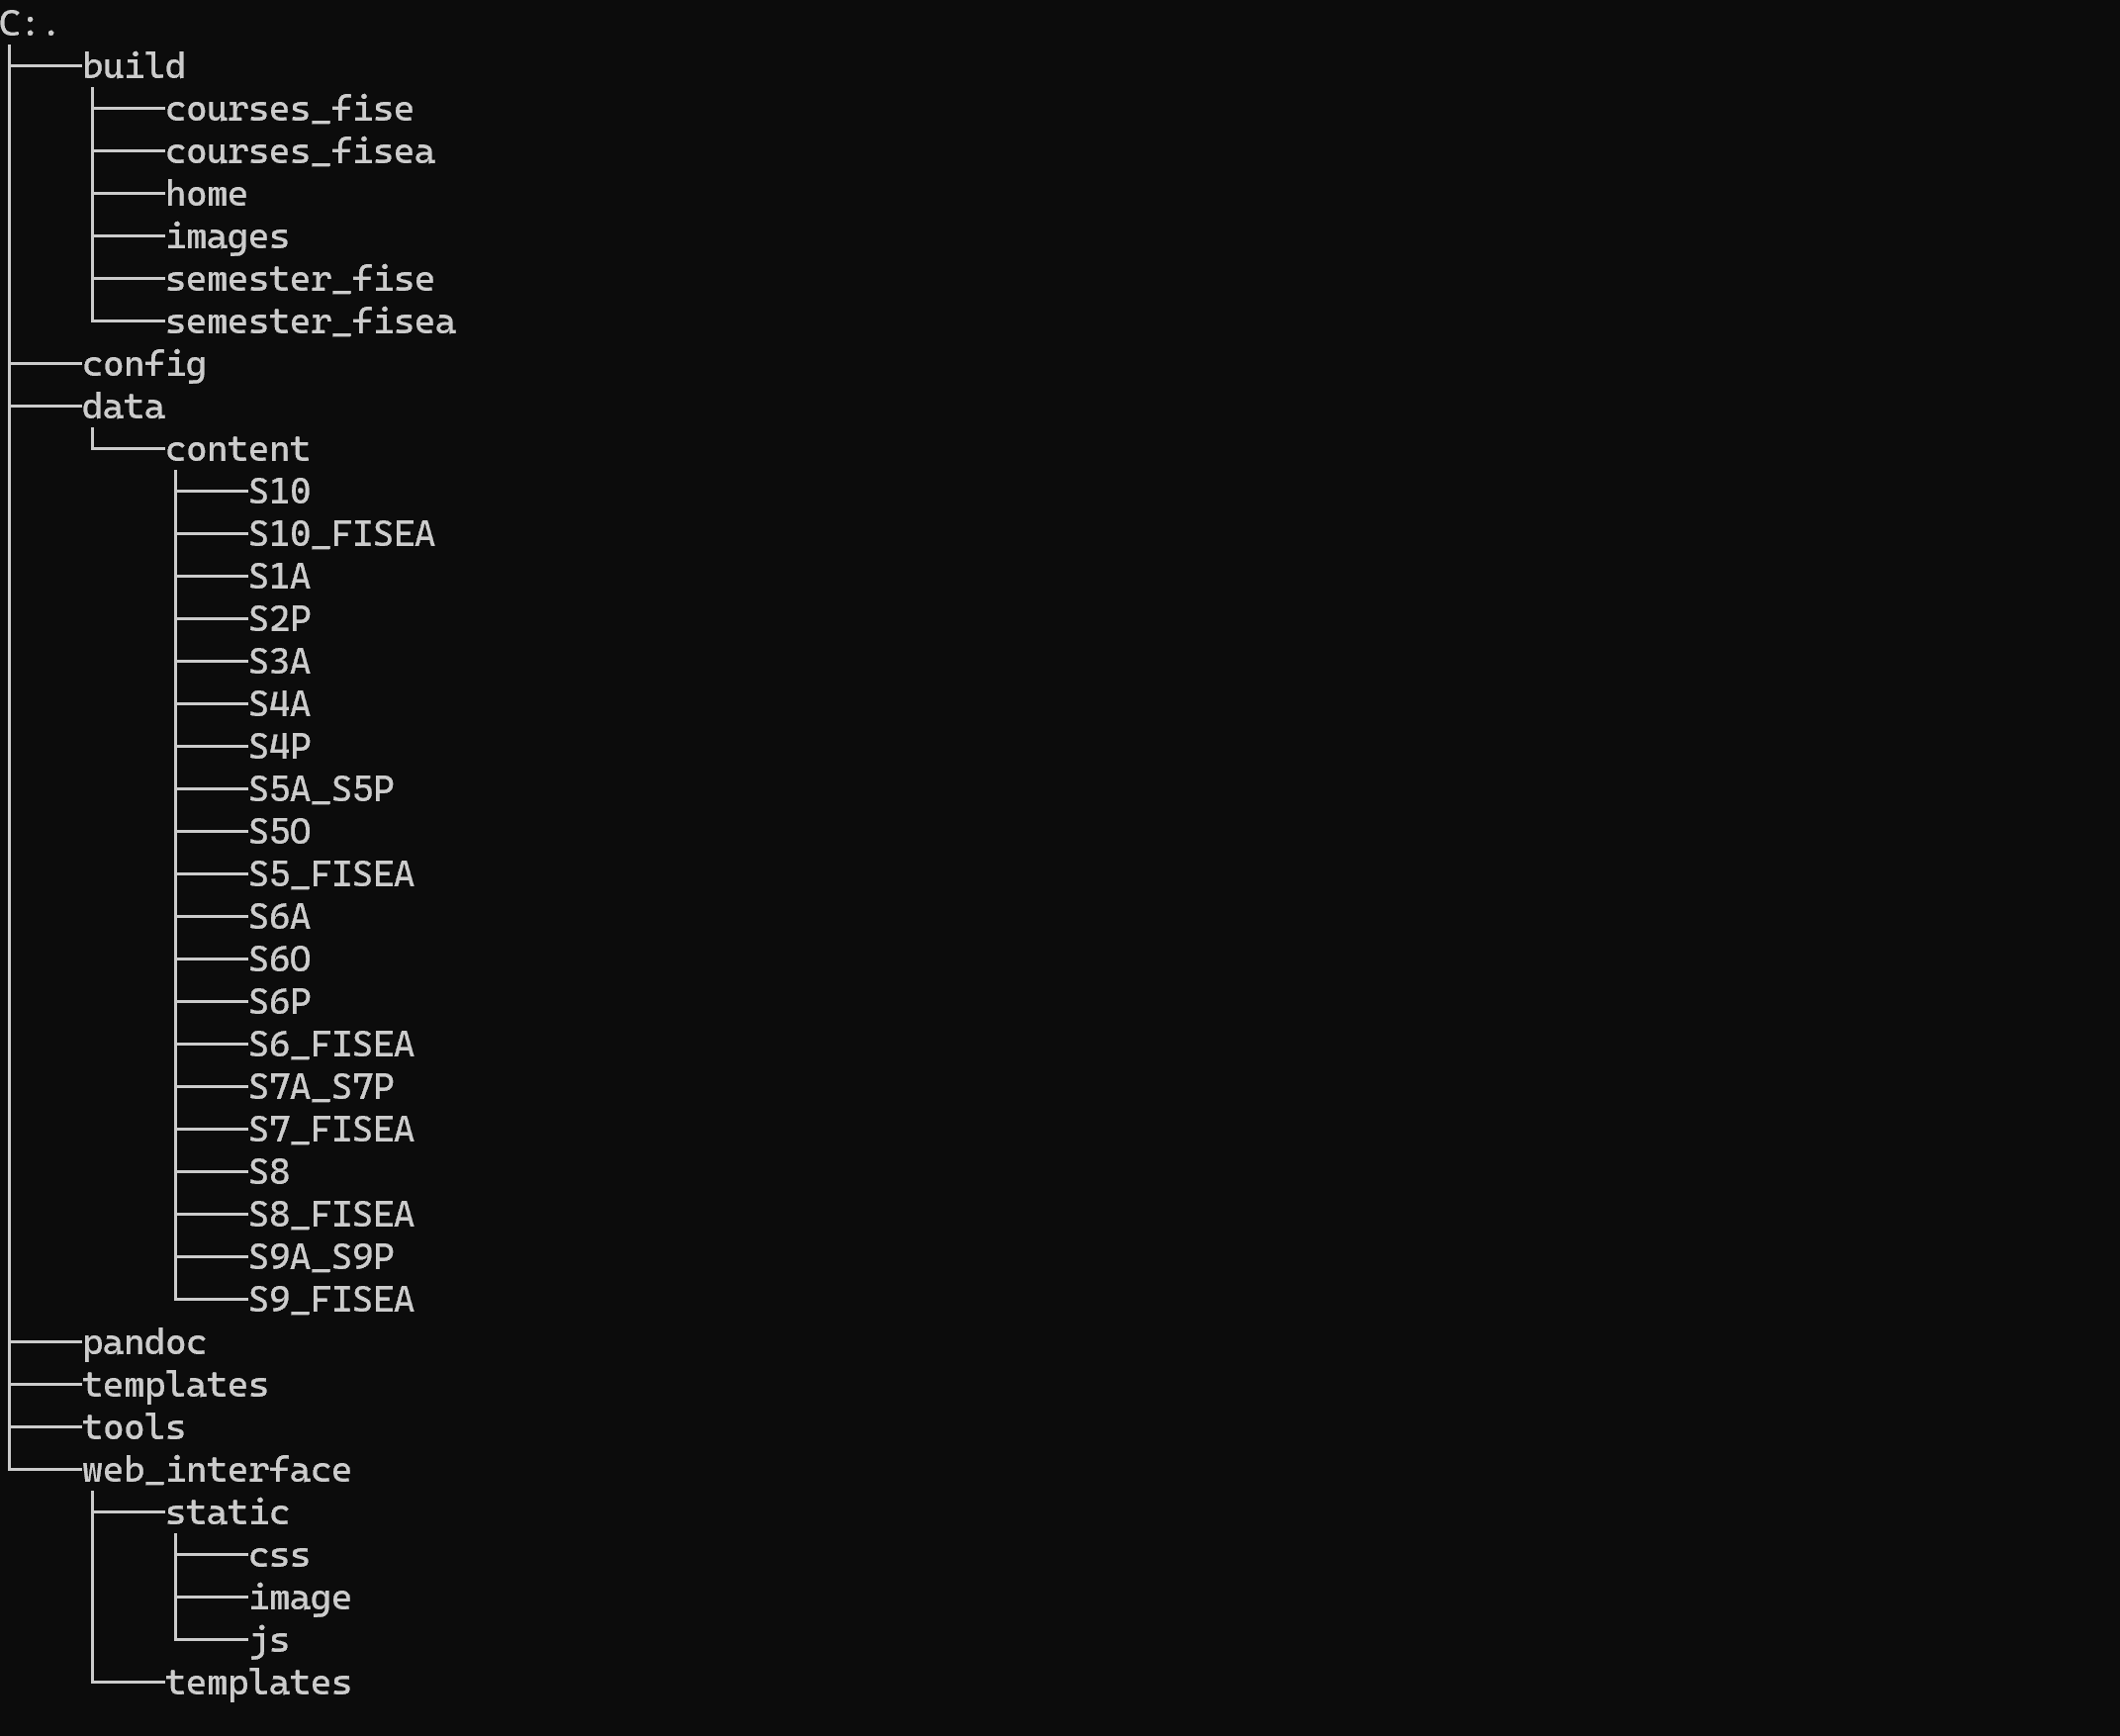 C:.
├───build
│   ├───courses_fise
│   ├───courses_fisea
│   ├───home
│   ├───images
│   ├───semester_fise
│   └───semester_fisea
├───config
├───data
│   └───content
│       ├───S10
│       ├───S10_FISEA
│       ├───S1A
│       ├───S2P
│       ├───S3A
│       ├───S4A
│       ├───S4P
│       ├───S5A_S5P
│       ├───S5O
│       ├───S5_FISEA
│       ├───S6A
│       ├───S6O
│       ├───S6P
│       ├───S6_FISEA
│       ├───S7A_S7P
│       ├───S7_FISEA
│       ├───S8
│       ├───S8_FISEA
│       ├───S9A_S9P
│       └───S9_FISEA
├───pandoc
├───templates
├───tools
└───web_interface
    ├───static
    │   ├───css
    │   ├───image
    │   └───js
    └───templates